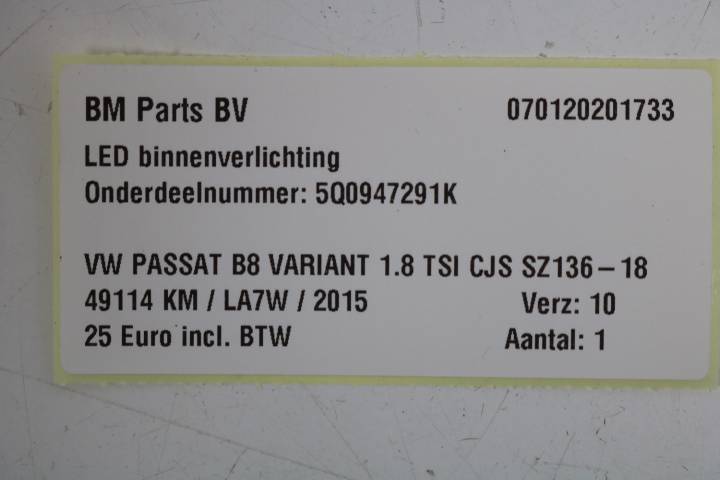 BM Parts BV 070120201733
LED binnenverlichting
Onderdeelnummer: 5Q0947291K
VW PASSAT B8 VARIANT 1.8 TSI CJS SZ136-18
49114 KM / LA7W / 2015 Verz: 10
25 Euro incl. BTW Aantal: 1